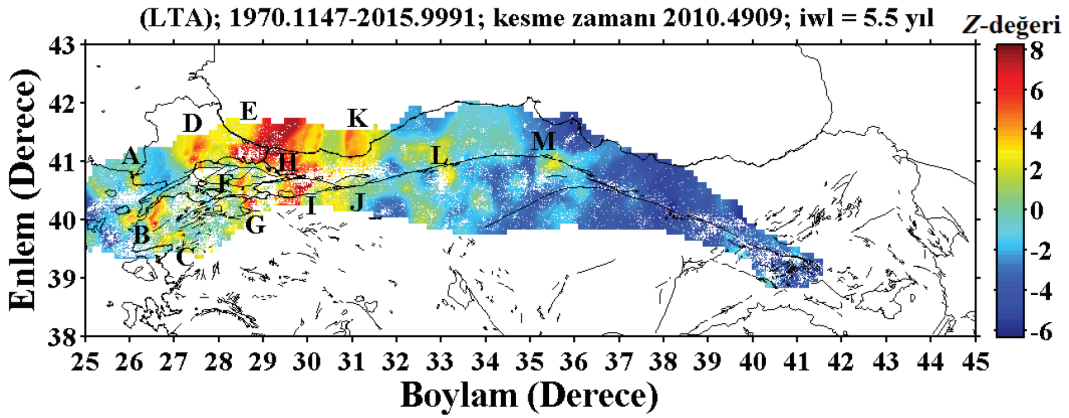 (LTA); 1970.1147-2015.9991; kesme zamanı 2010.4909; iwl = 5.5 yıl
Z-değeri
43
42
41
40
39
38
Enlem (Derece)
A
B
C
D
E
F
G
H
I
J
K
L
M
8
6
4
2
0
-2
-4
-6
25 26 27 28 29 30 31 32 33 34 35 36 37 38 39 40 41 42 43 44 45
Boylam (Derece)